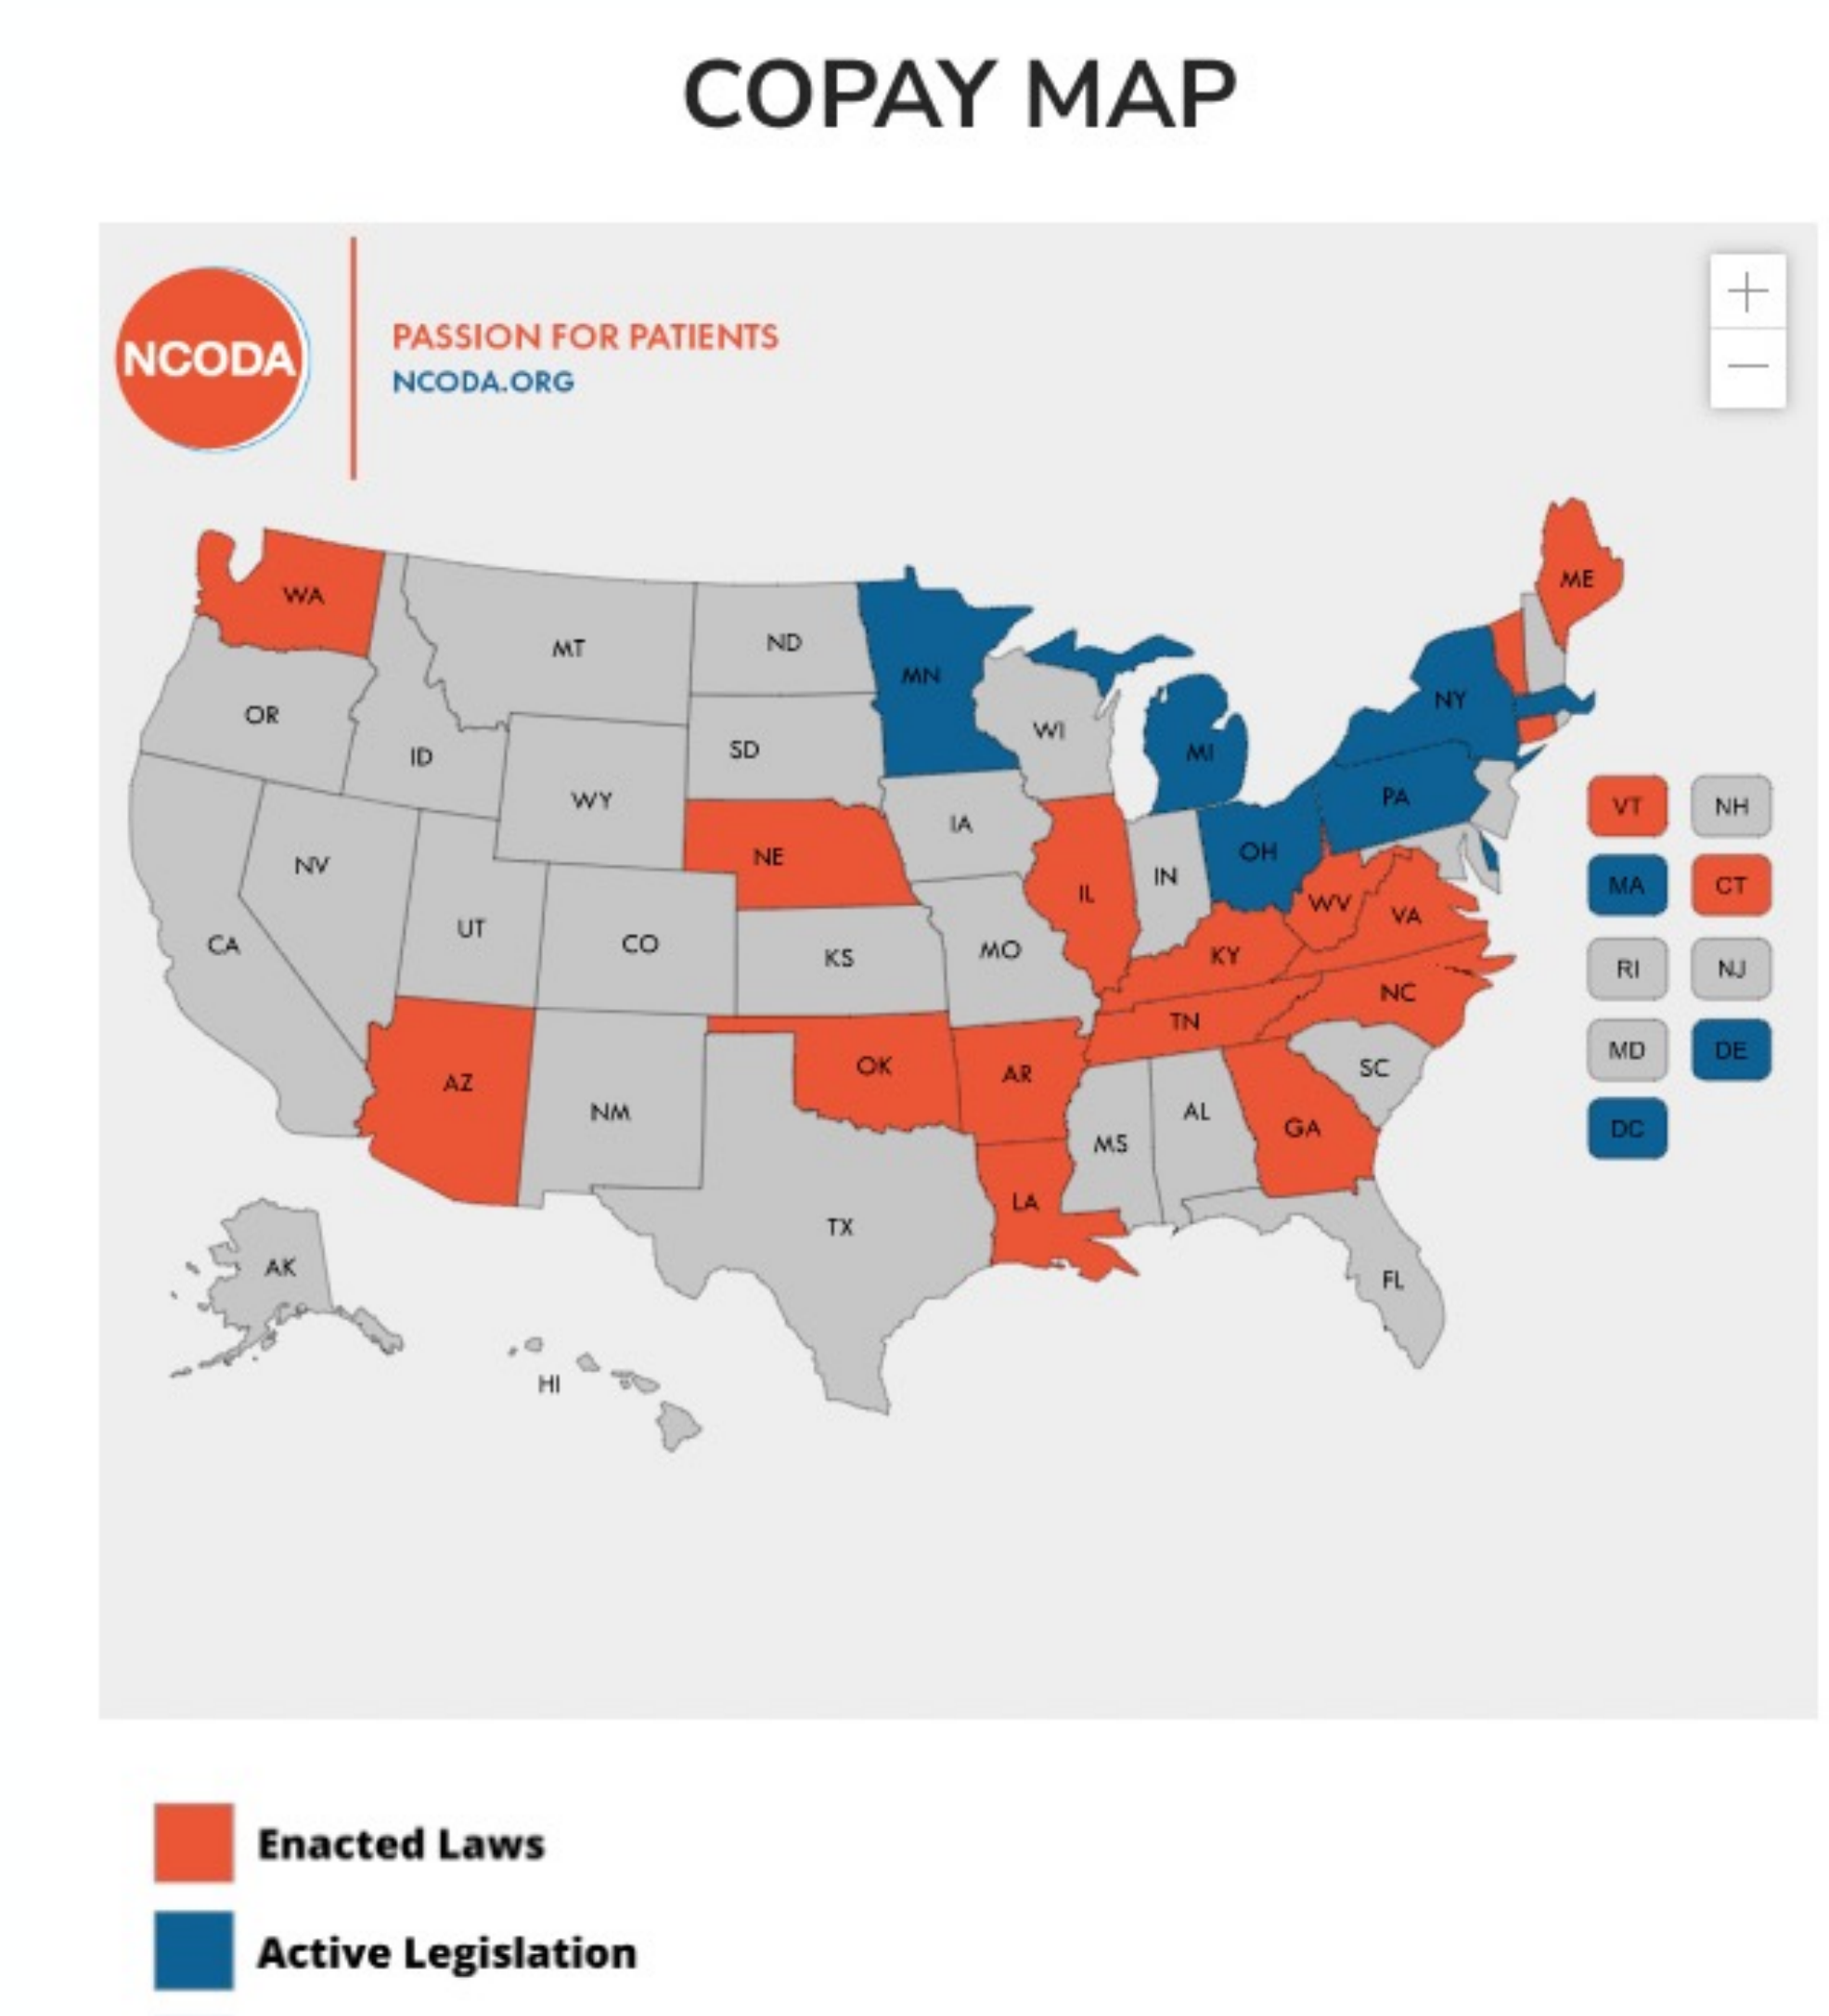 COPAY MAP
NCODA
PASSION FOR PATIENTS
NCODA.ORG
+
−
WA
MT
ND
MN
ME
OR
ID
SD
WI
MI
NY
WY
IA
PA
VT
NH
NV
NE
IL
IN
OH
MA
CT
CA
UT
CO
KS
MO
KY
WV
VA
RI
NJ
AZ
NM
OK
AR
TN
NC
MD
DE
SC
MS
AL
GA
DC
LA
TX
AK
HI
FL
Enacted Laws
Active Legislation